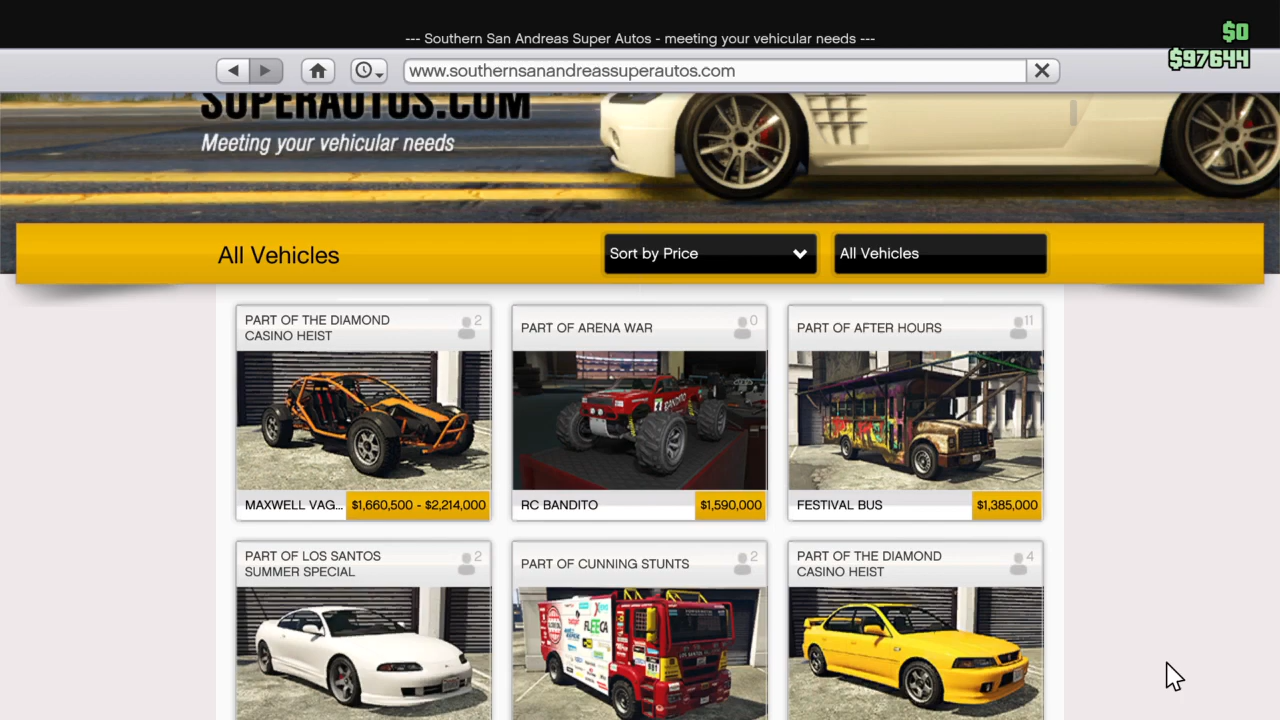 --- Southern San Andreas Super Autos - meeting your vehicular needs ---
$0
$97644
www.southernsanandreassuperautos.com
SUPERAUTOS.COM
Meeting your vehicular needs
All Vehicles
Sort by Price
All Vehicles
PART OF THE DIAMOND
CASINO HEIST
2
PART OF ARENA WAR
0
PART OF AFTER HOURS
11
BANDITO
MAXWELL VAG... $1,660,500 - $2,214,000
RC BANDITO $1,590,000
FESTIVAL BUS $1,385,000
PART OF LOS SANTOS
SUMMER SPECIAL
2
PART OF CUNNING STUNTS
2
PART OF THE DIAMOND
CASINO HEIST
4
FLEECA